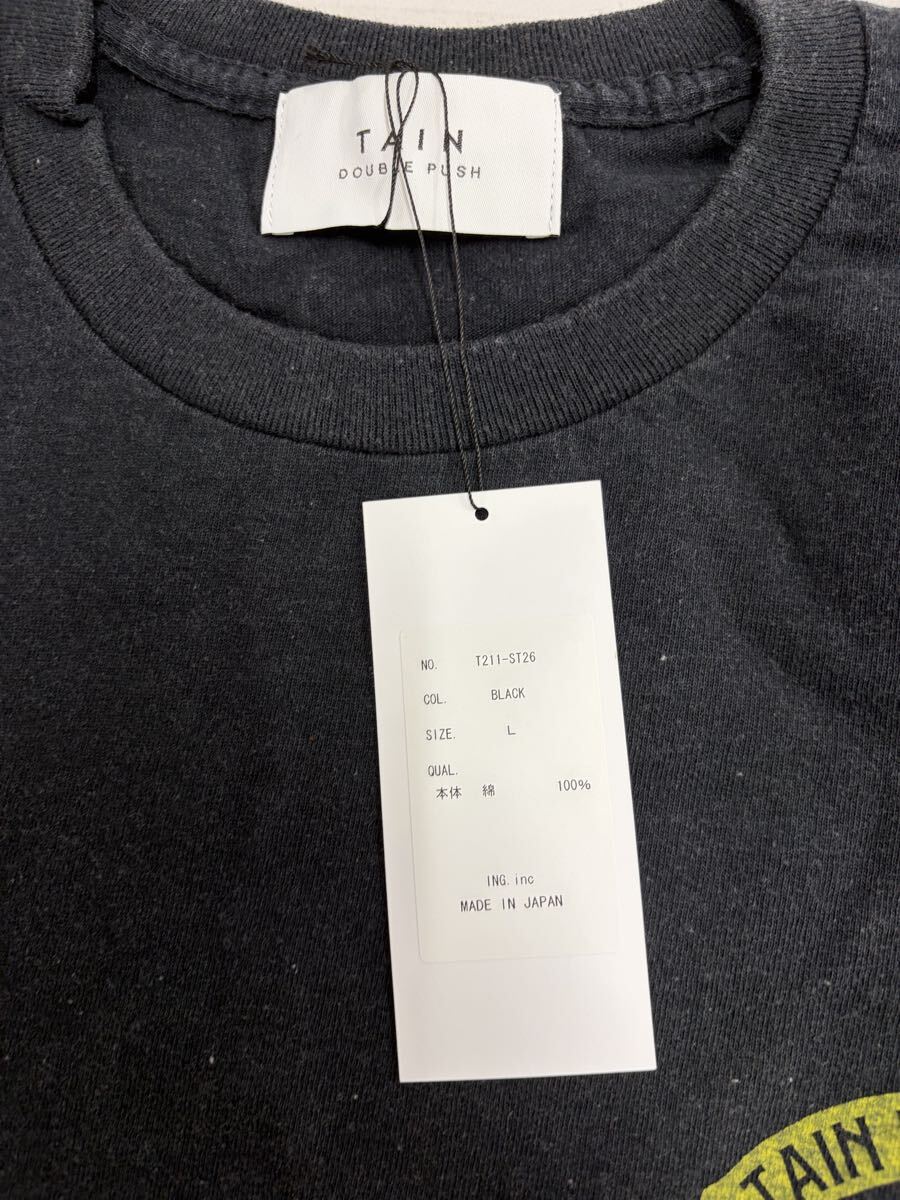 TAIN
DOUBLE PUSH
NO. T211-ST26
COL. BLACK
SIZE. L
QUAL.
本体 綿 100%
ING.inc
MADE IN JAPAN
TAIN